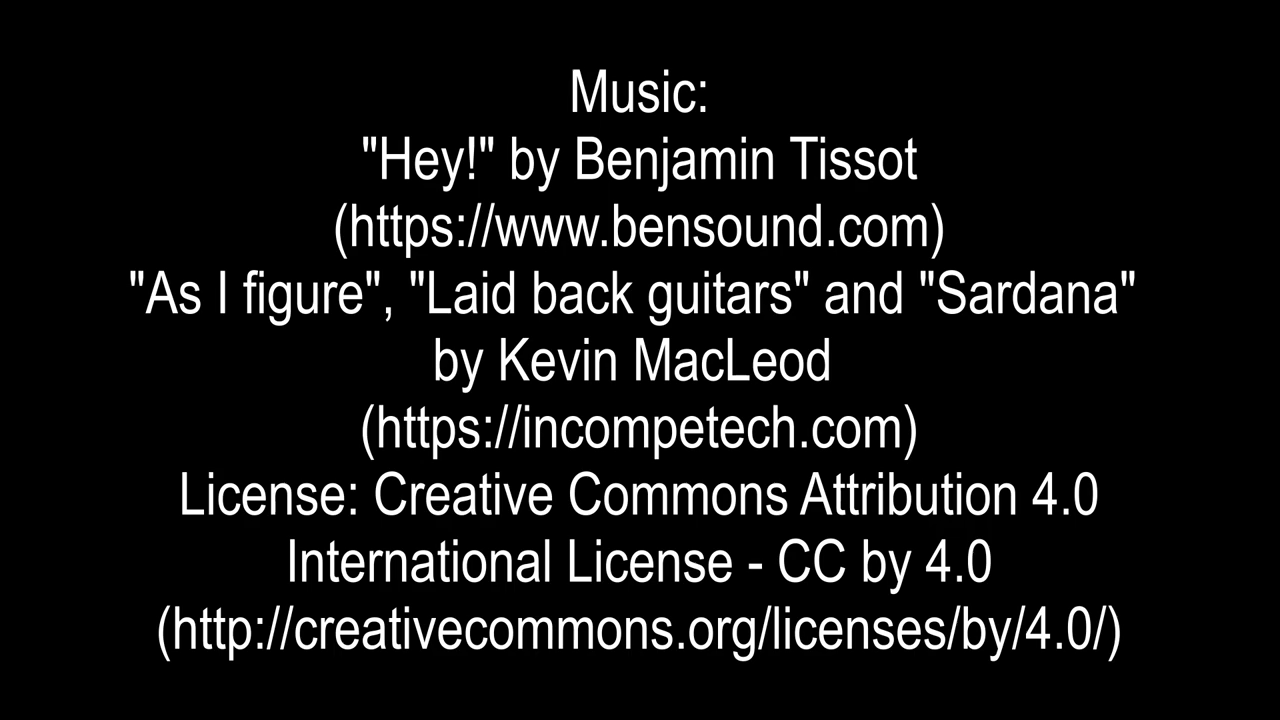 Music:
"Hey!" by Benjamin Tissot
(https://www.bensound.com)
"As I figure", "Laid back guitars" and "Sardana"
by Kevin MacLeod
(https://incompetech.com)
License: Creative Commons Attribution 4.0
International License - CC by 4.0
(http://creativecommons.org/licenses/by/4.0/)